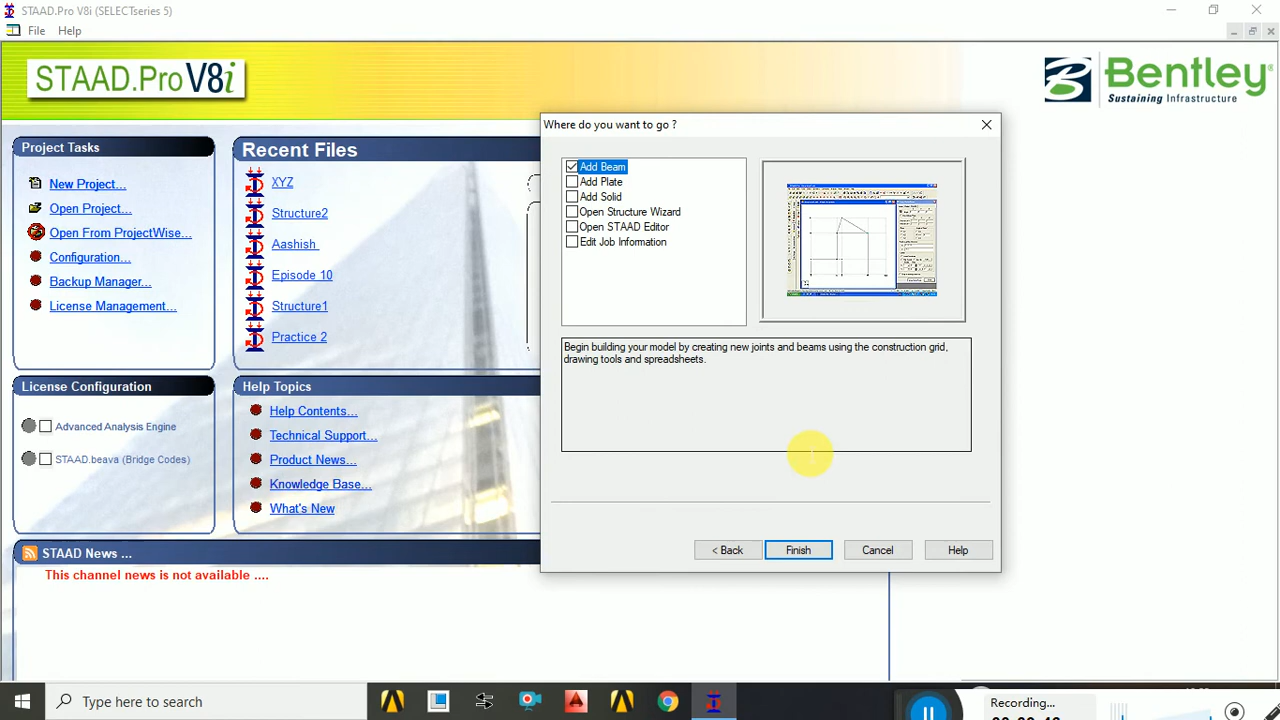 STAAD.Pro V8i (SELECTseries 5)
File Help
STAAD.Pro V8i
Bentley
Sustaining Infrastructure
Project Tasks
New Project...
Open Project...
Open From ProjectWise...
Configuration...
Backup Manager...
License Management...
Recent Files
XYZ
Structure2
Aashish
Episode 10
Structure1
Practice 2
License Configuration
Advanced Analysis Engine
STAAD.beava (Bridge Codes)
Help Topics
Help Contents...
Technical Support...
Product News...
Knowledge Base...
What's New
STAAD News ...
This channel news is not available ....
Where do you want to go ?
Add Beam
Add Plate
Add Solid
Open Structure Wizard
Open STAAD Editor
Edit Job Information
Begin building your model by creating new joints and beams using the construction grid,
drawing tools and spreadsheets.
< Back Finish Cancel Help
Type here to search
Recording...